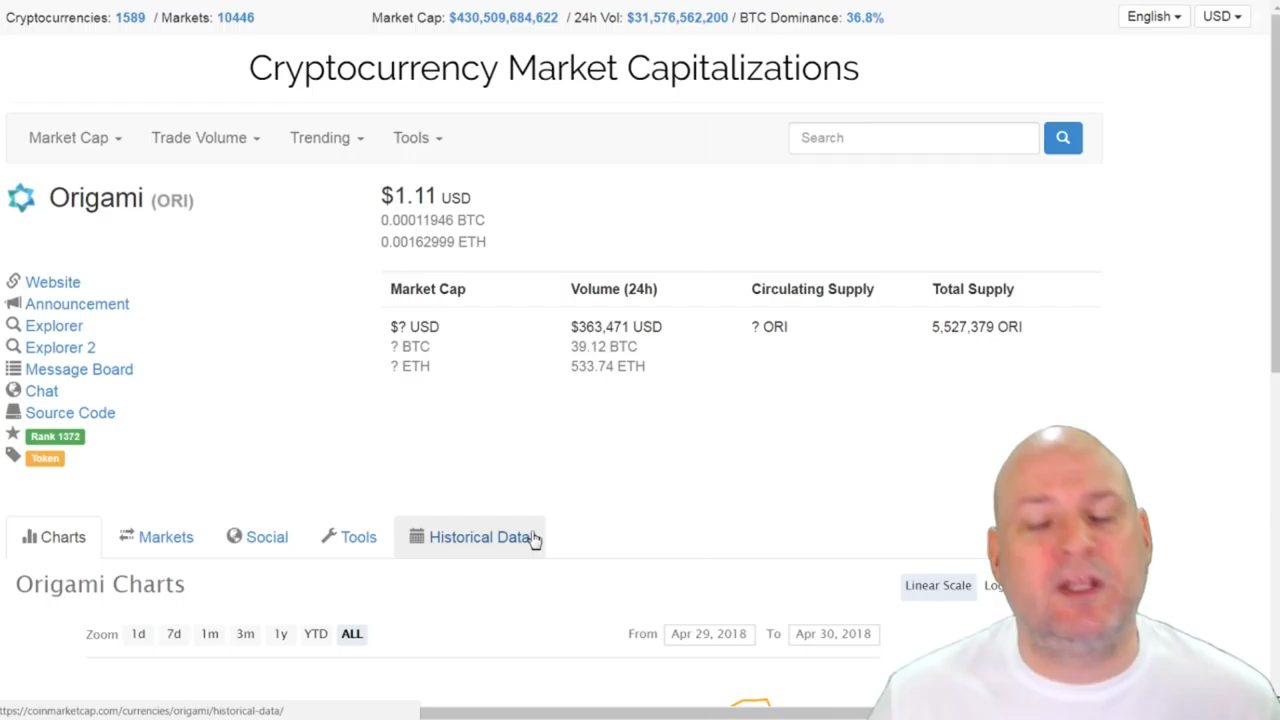 Cryptocurrencies: 1589 / Markets: 10446 Market Cap: $430,509,684,622 / 24h Vol: $31,576,562,200 / BTC Dominance: 36.8% English USD
Cryptocurrency Market Capitalizations
Market Cap Trade Volume Trending Tools Search
Origami (ORI) $1.11 USD
0.00011946 BTC
0.00162999 ETH
Website
Announcement
Explorer
Explorer 2
Message Board
Chat
Source Code
Rank 1372
Token
Market Cap Volume (24h) Circulating Supply Total Supply
$? USD $363,471 USD ? ORI 5,527,379 ORI
? BTC 39.12 BTC
? ETH 533.74 ETH
Charts Markets Social Tools Historical Data
Origami Charts Linear Scale
Zoom 1d 7d 1m 3m 1y YTD ALL From Apr 29, 2018 To Apr 30, 2018
https://coinmarketcap.com/currencies/origami/historical-data/